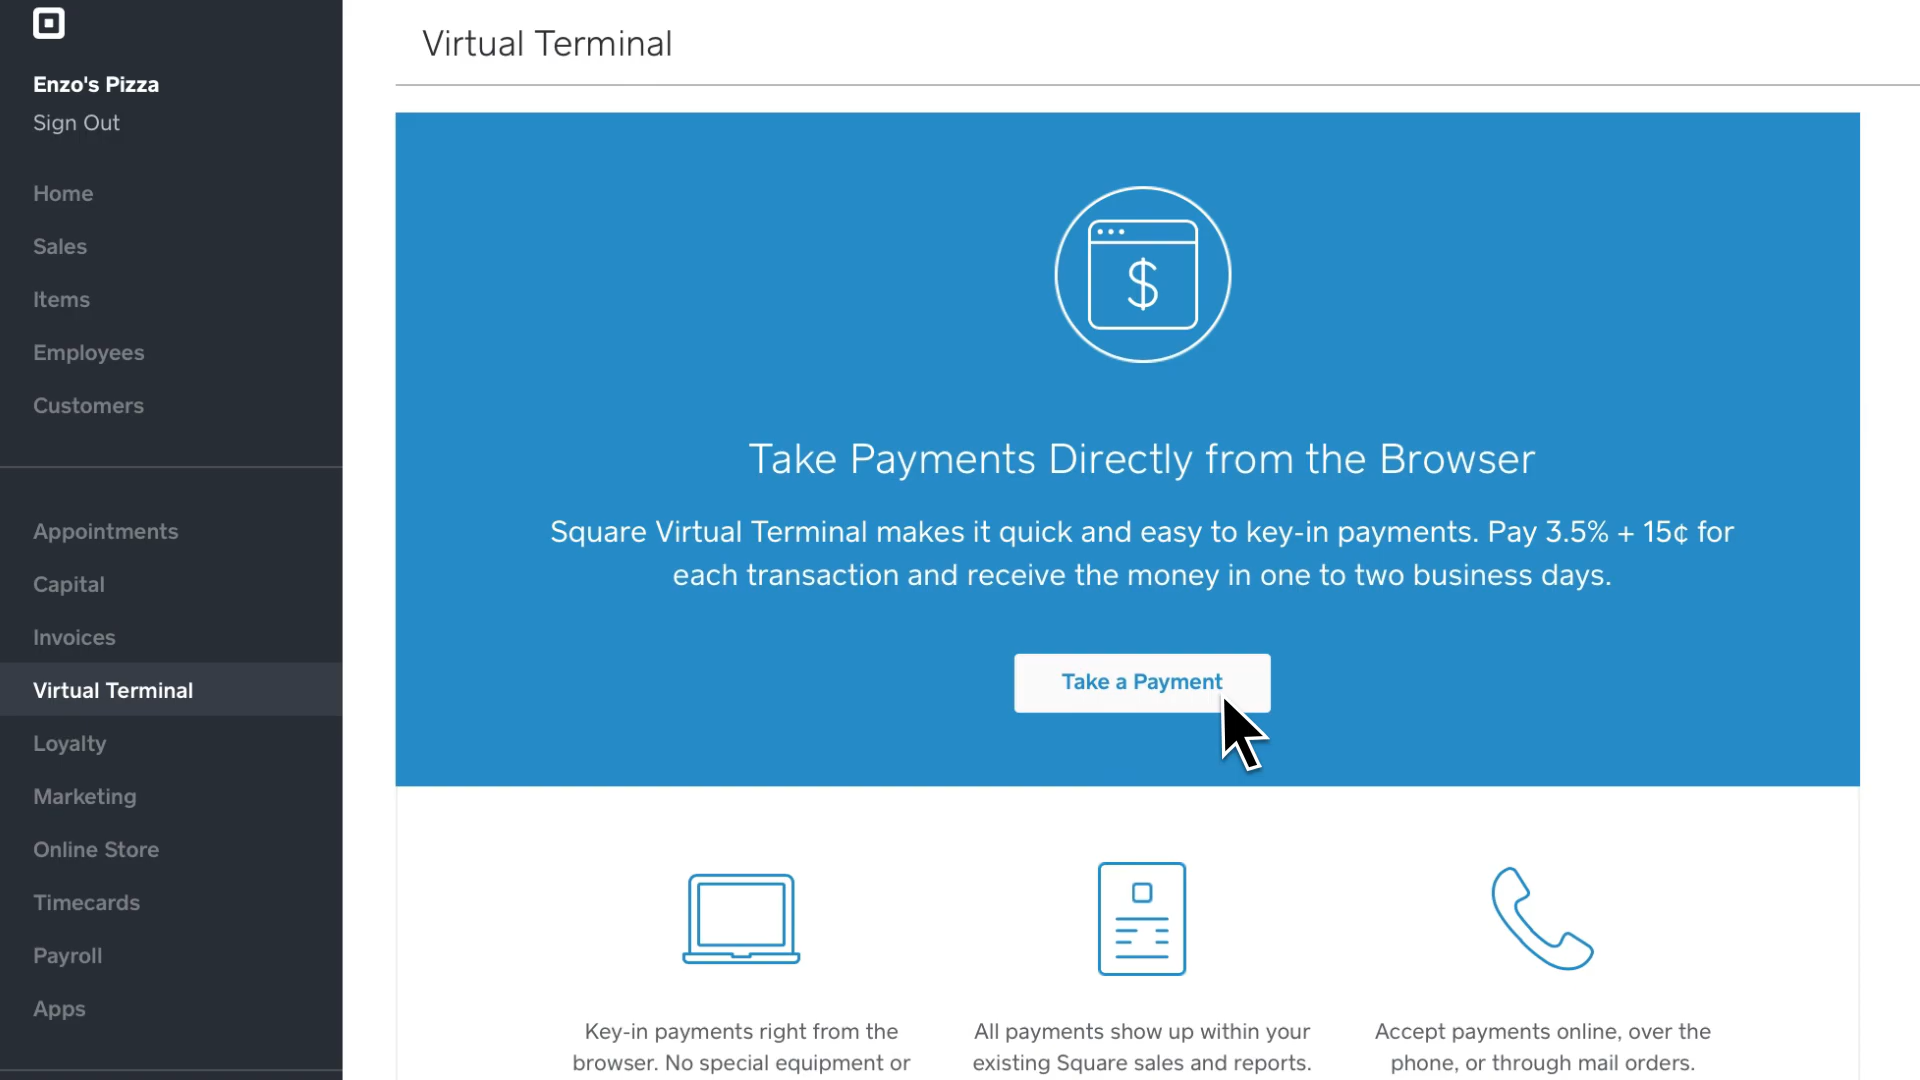 Enzo's Pizza
Sign Out
Home
Sales
Items
Employees
Customers
Appointments
Capital
Invoices
Virtual Terminal
Loyalty
Marketing
Online Store
Timecards
Payroll
Apps
Virtual Terminal
$
Take Payments Directly from the Browser
Square Virtual Terminal makes it quick and easy to key-in payments. Pay 3.5% + 15¢ for
each transaction and receive the money in one to two business days.
Take a Payment
Key-in payments right from the
browser. No special equipment or
All payments show up within your
existing Square sales and reports.
Accept payments online, over the
phone, or through mail orders.